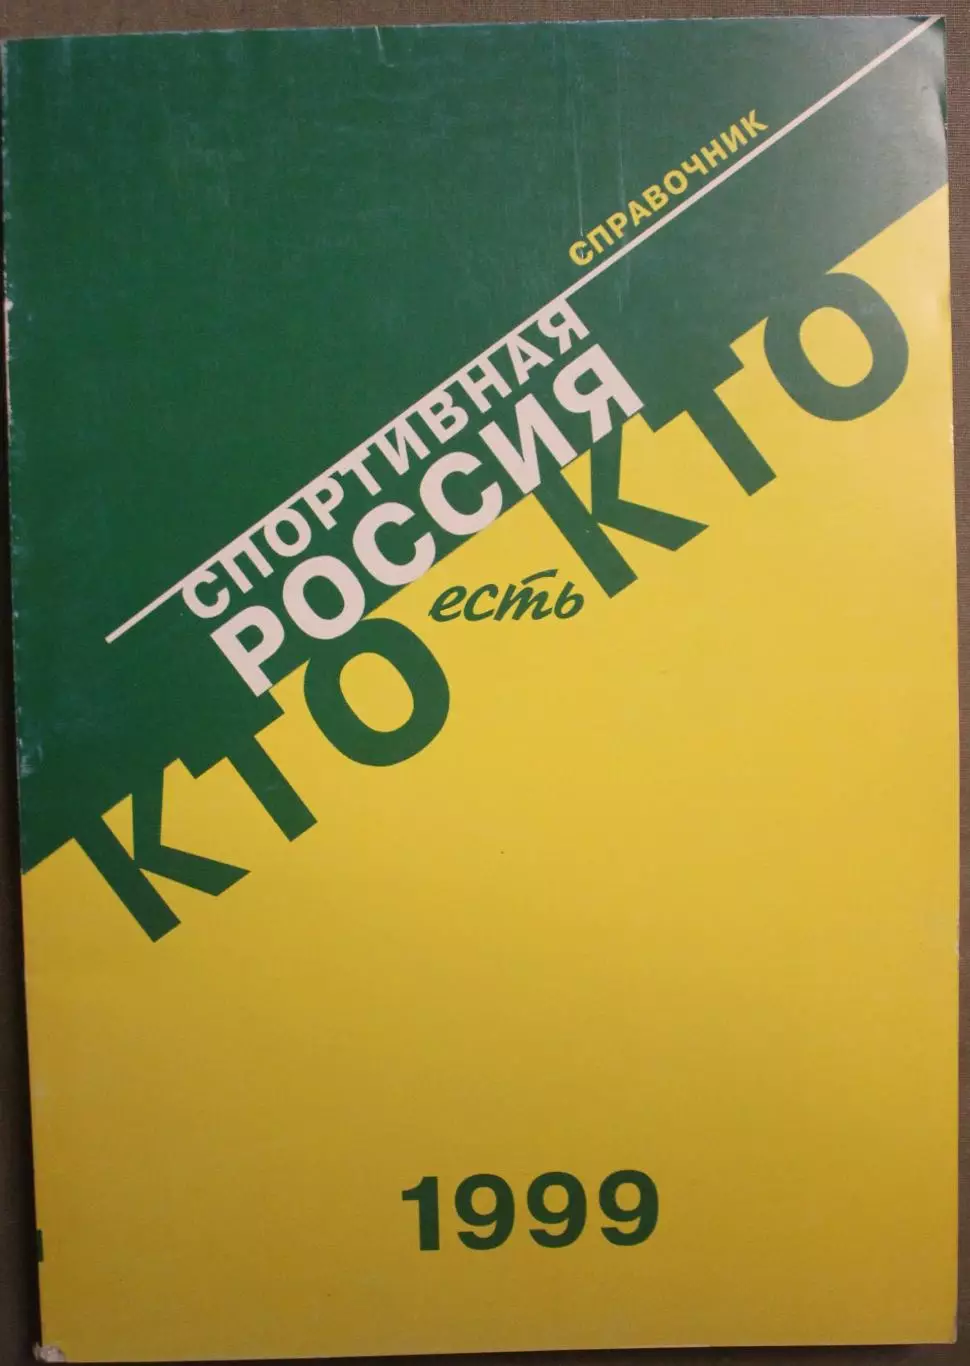 СПРАВОЧНИК
СПОРТИВНАЯ
РОССИЯ
КТО есть КТО
1999